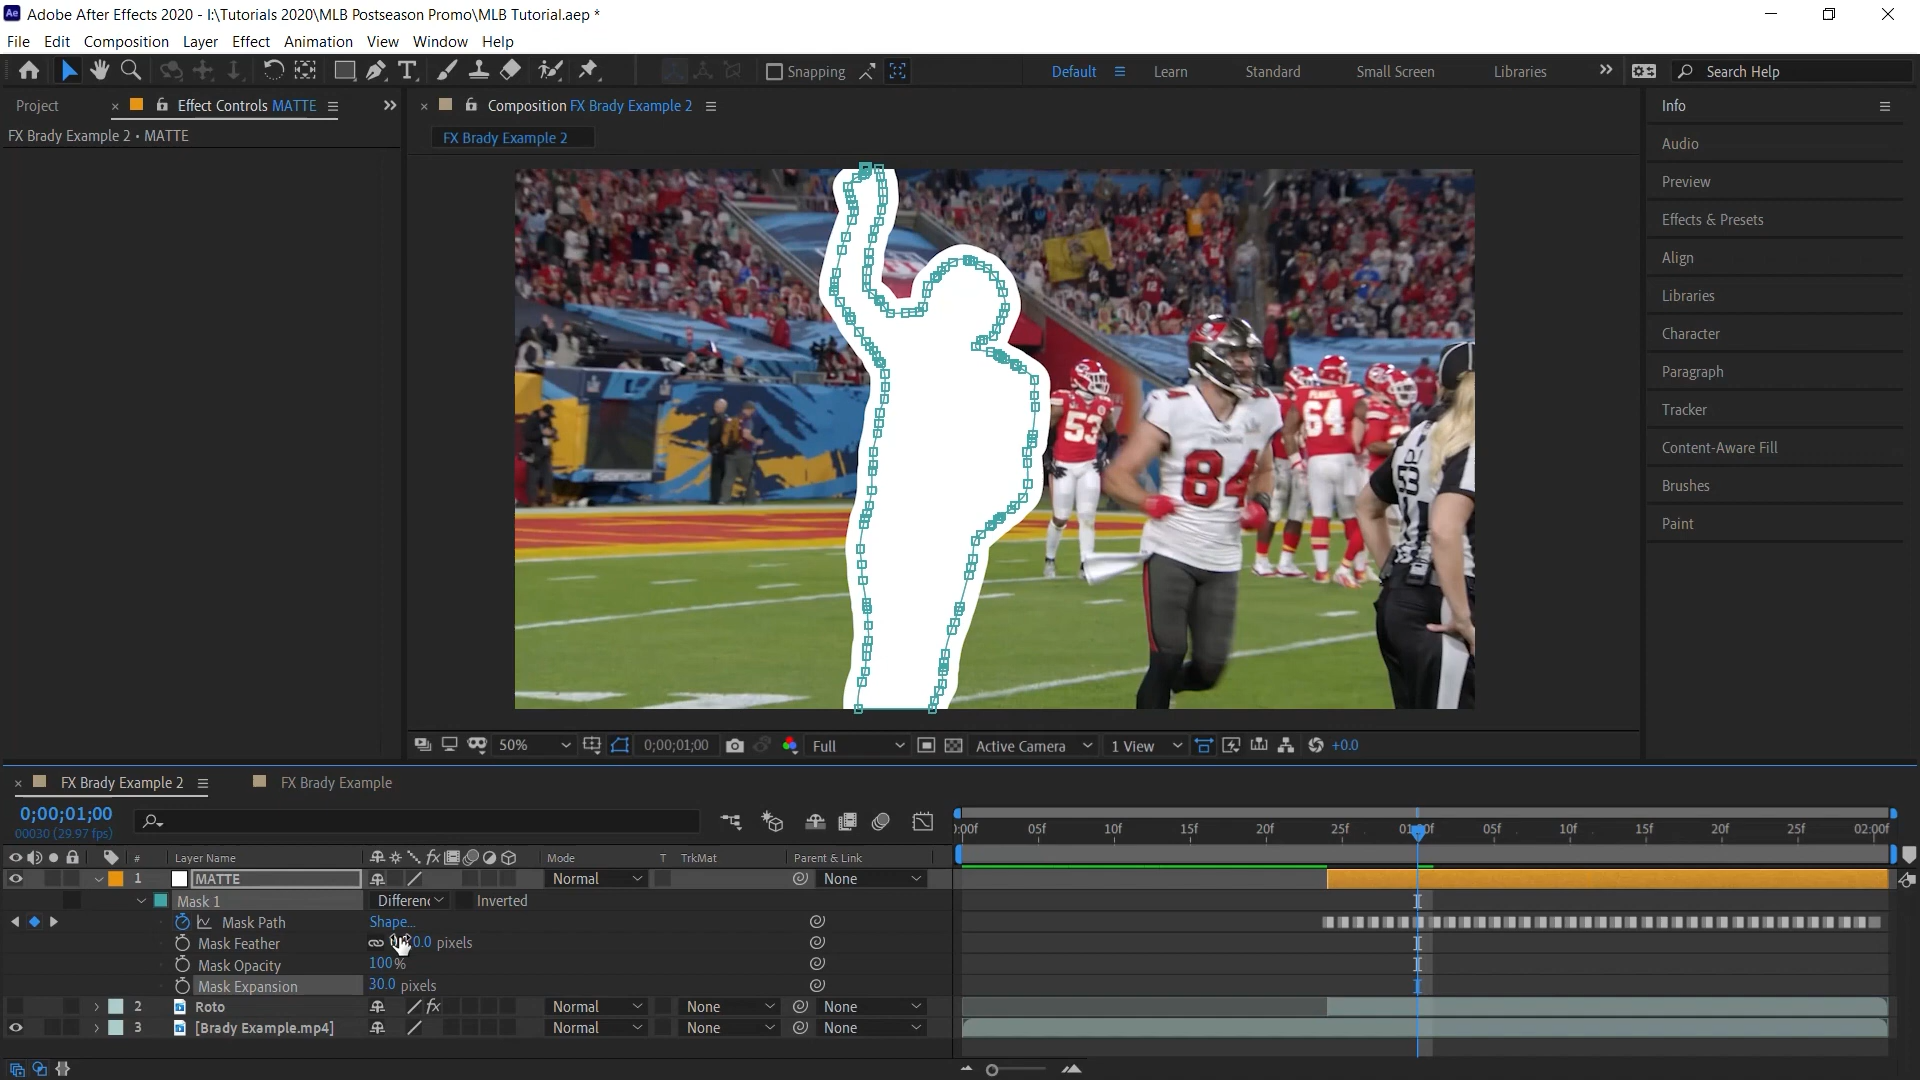 Adobe After Effects 2020 - I:\Tutorials 2020\MLB Postseason Promo\MLB Tutorial.aep *
File Edit Composition Layer Effect Animation View Window Help
Snapping Default Learn Standard Small Screen Libraries Search Help
Project Effect Controls MATTE
FX Brady Example 2 • MATTE
Composition FX Brady Example 2
FX Brady Example 2
Info
Audio
Preview
Effects & Presets
Align
Libraries
Character
Paragraph
Tracker
Content-Aware Fill
Brushes
Paint
53
64
84
50% 0;00;01;00 Full Active Camera 1 View +0.0
FX Brady Example 2 FX Brady Example
0;00;01;00
00030 (29.97 fps)
05f 10f 15f 20f 25f 05f 10f 15f 20f 25f 02:00f
# Layer Name Mode T TrkMat Parent & Link
1 MATTE Normal None
Mask 1 Inverted
Mask Path Shape...
Mask Feather pixels
Mask Opacity 100%
Mask Expansion 30.0 pixels
2 Roto Normal None None
3 [Brady Example.mp4] Normal None None